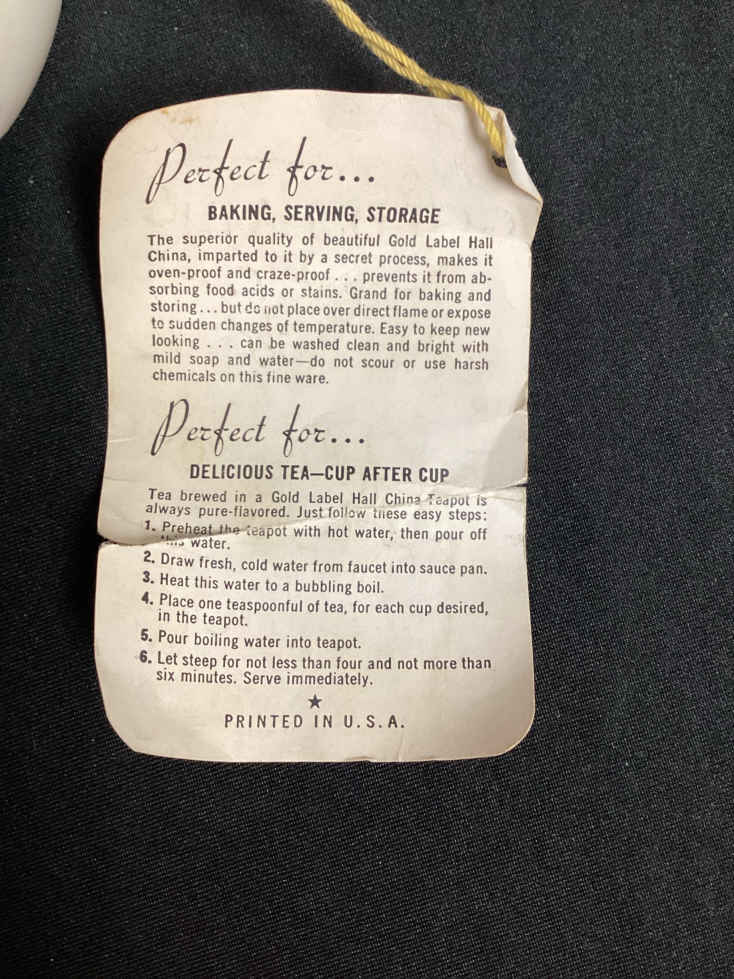 Perfect for...
BAKING, SERVING, STORAGE
The superior quality of beautiful Gold Label Hall
China, imparted to it by a secret process, makes it
oven-proof and craze-proof . . . prevents it from ab-
sorbing food acids or stains. Grand for baking and
storing . . . but do not place over direct flame or expose
to sudden changes of temperature. Easy to keep new
looking . . . can be washed clean and bright with
mild soap and water—do not scour or use harsh
chemicals on this fine ware.
Perfect for...
DELICIOUS TEA—CUP AFTER CUP
Tea brewed in a Gold Label Hall China Teapot is
always pure-flavored. Just follow these easy steps:
1. Preheat the teapot with hot water, then pour off
this water.
2. Draw fresh, cold water from faucet into sauce pan.
3. Heat this water to a bubbling boil.
4. Place one teaspoonful of tea, for each cup desired,
in the teapot.
5. Pour boiling water into teapot.
6. Let steep for not less than four and not more than
six minutes. Serve immediately.
★
PRINTED IN U.S.A.